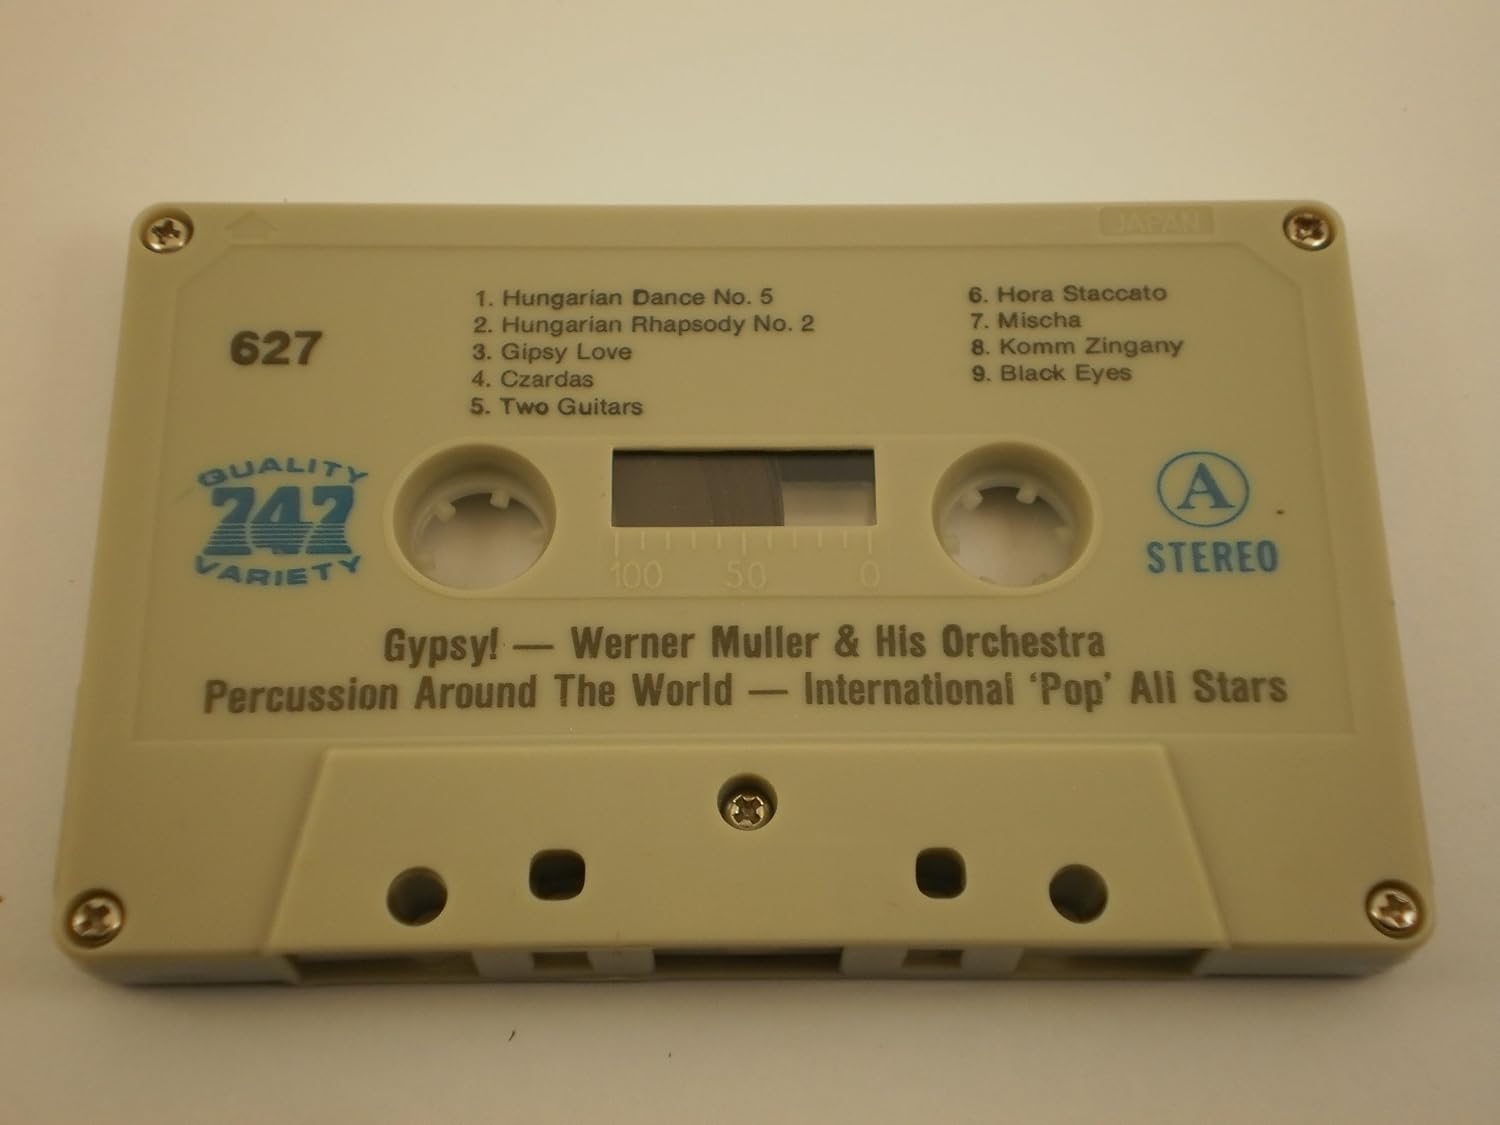 JAPAN
627
1. Hungarian Dance No. 5
2. Hungarian Rhapsody No. 2
3. Gipsy Love
4. Czardas
5. Two Guitars
6. Hora Staccato
7. Mischa
8. Komm Zingany
9. Black Eyes
QUALITY
747
VARIETY
100 50 0
A
STEREO
Gypsy! — Werner Muller & His Orchestra
Percussion Around The World — International ‘Pop’ All Stars